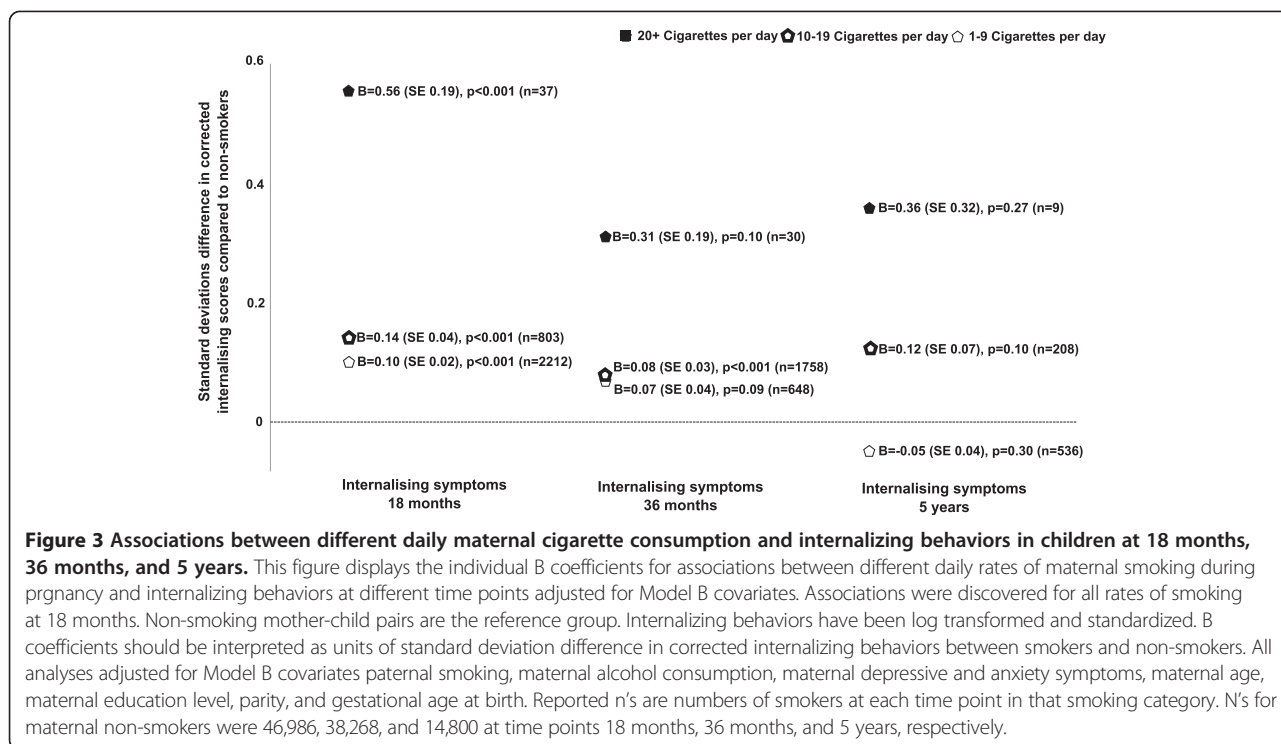 20+ Cigarettes per day 10-19 Cigarettes per day 1-9 Cigarettes per day
Standard deviations difference in corrected
internalising scores compared to non-smokers
0.6
0.4
0.2
0
B=0.56 (SE 0.19), p<0.001 (n=37)
B=0.14 (SE 0.04), p<0.001 (n=803)
B=0.10 (SE 0.02), p<0.001 (n=2212)
B=0.31 (SE 0.19), p=0.10 (n=30)
B=0.08 (SE 0.03), p<0.001 (n=1758)
B=0.07 (SE 0.04), p=0.09 (n=648)
B=0.36 (SE 0.32), p=0.27 (n=9)
B=0.12 (SE 0.07), p=0.10 (n=208)
B=-0.05 (SE 0.04), p=0.30 (n=536)
Internalising symptoms
18 months
Internalising symptoms
36 months
Internalising symptoms
5 years
Figure 3 Associations between different daily maternal cigarette consumption and internalizing behaviors in children at 18 months,
36 months, and 5 years. This figure displays the individual B coefficients for associations between different daily rates of maternal smoking during
prgnancy and internalizing behaviors at different time points adjusted for Model B covariates. Associations were discovered for all rates of smoking
at 18 months. Non-smoking mother-child pairs are the reference group. Internalizing behaviors have been log transformed and standardized. B
coefficients should be interpreted as units of standard deviation difference in corrected internalizing behaviors between smokers and non-smokers. All
analyses adjusted for Model B covariates paternal smoking, maternal alcohol consumption, maternal depressive and anxiety symptoms, maternal age,
maternal education level, parity, and gestational age at birth. Reported n's are numbers of smokers at each time point in that smoking category. N's for
maternal non-smokers were 46,986, 38,268, and 14,800 at time points 18 months, 36 months, and 5 years, respectively.